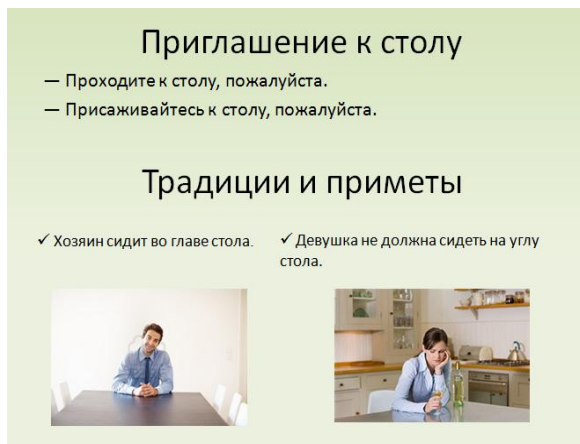 Приглашение к столу
— Проходите к столу, пожалуйста.
— Присаживайтесь к столу, пожалуйста.
Традиции и приметы
✓ Хозяин сидит во главе стола.
✓ Девушка не должна сидеть на углу
стола.